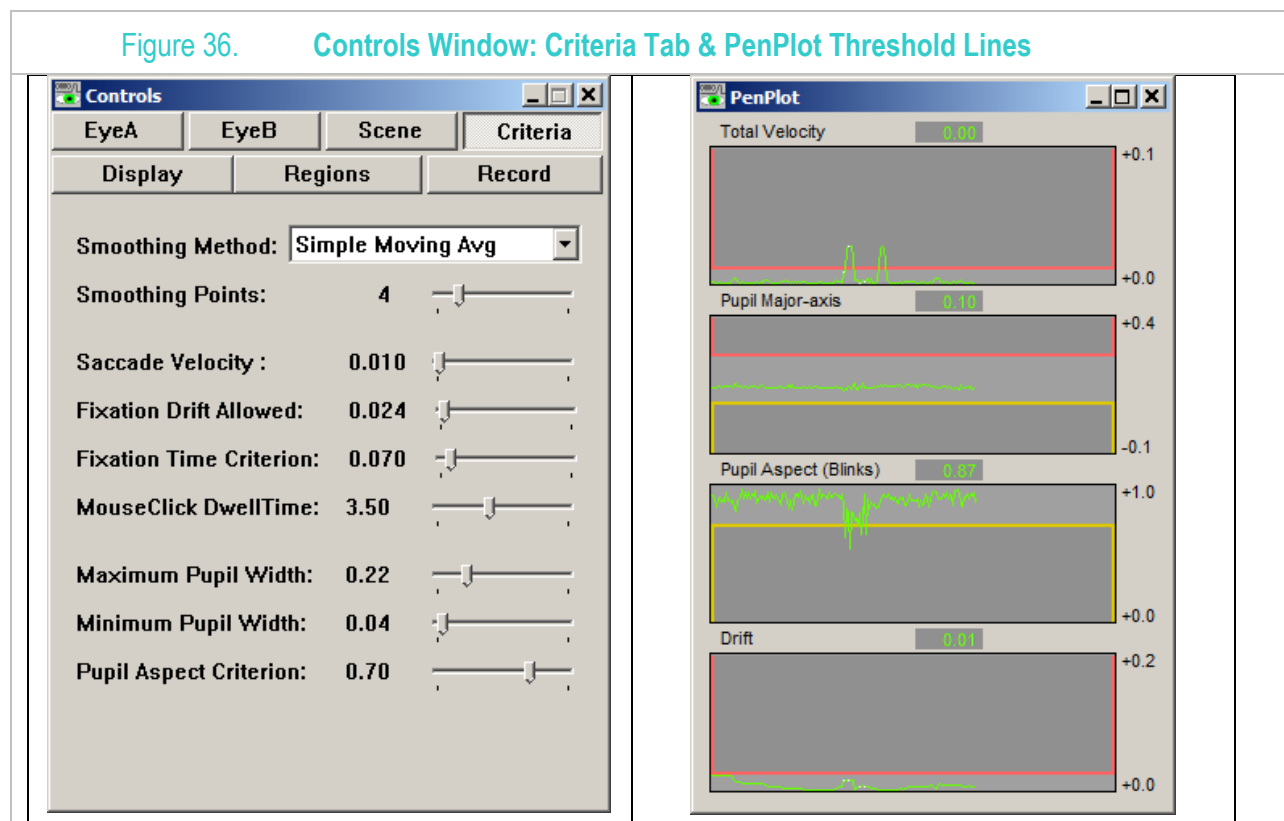 Figure 36. Controls Window: Criteria Tab & PenPlot Threshold Lines
Controls
EyeA EyeB Scene Criteria
Display Regions Record
Smoothing Method: Simple Moving Avg
Smoothing Points: 4
Saccade Velocity : 0.010
Fixation Drift Allowed: 0.024
Fixation Time Criterion: 0.070
MouseClick DwellTime: 3.50
Maximum Pupil Width: 0.22
Minimum Pupil Width: 0.04
Pupil Aspect Criterion: 0.70
PenPlot
Total Velocity 0.00
+0.1
+0.0
Pupil Major-axis 0.10
+0.4
-0.1
Pupil Aspect (Blinks) 0.87
+1.0
+0.0
Drift 0.01
+0.2
+0.0